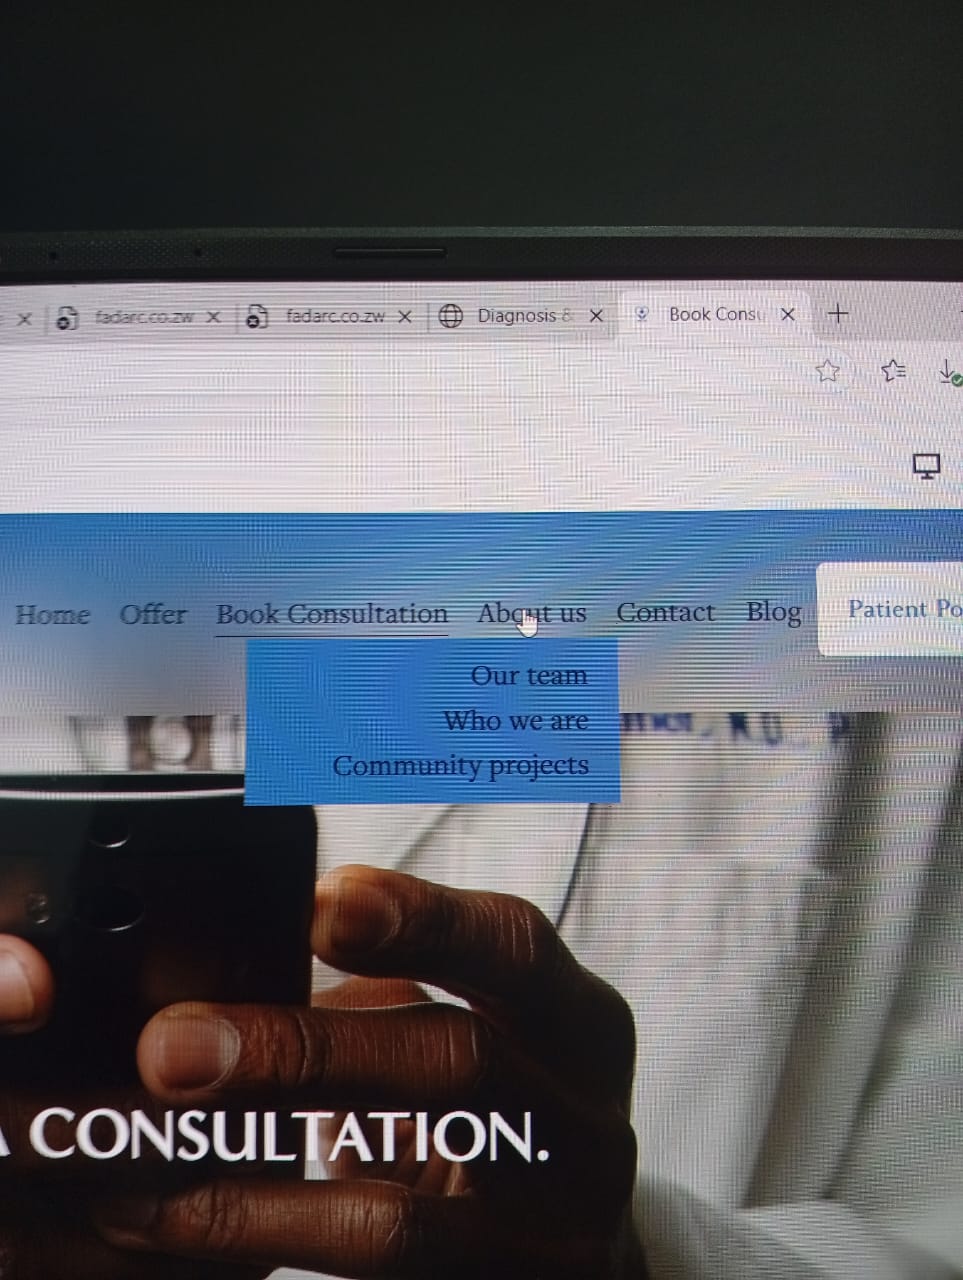 fadarc.co.zw
fadarc.co.zw
Diagnosis &
Book Consu
Home Offer Book Consultation About us Contact Blog Patient Po
Our team
Who we are
Community projects
CONSULTATION.